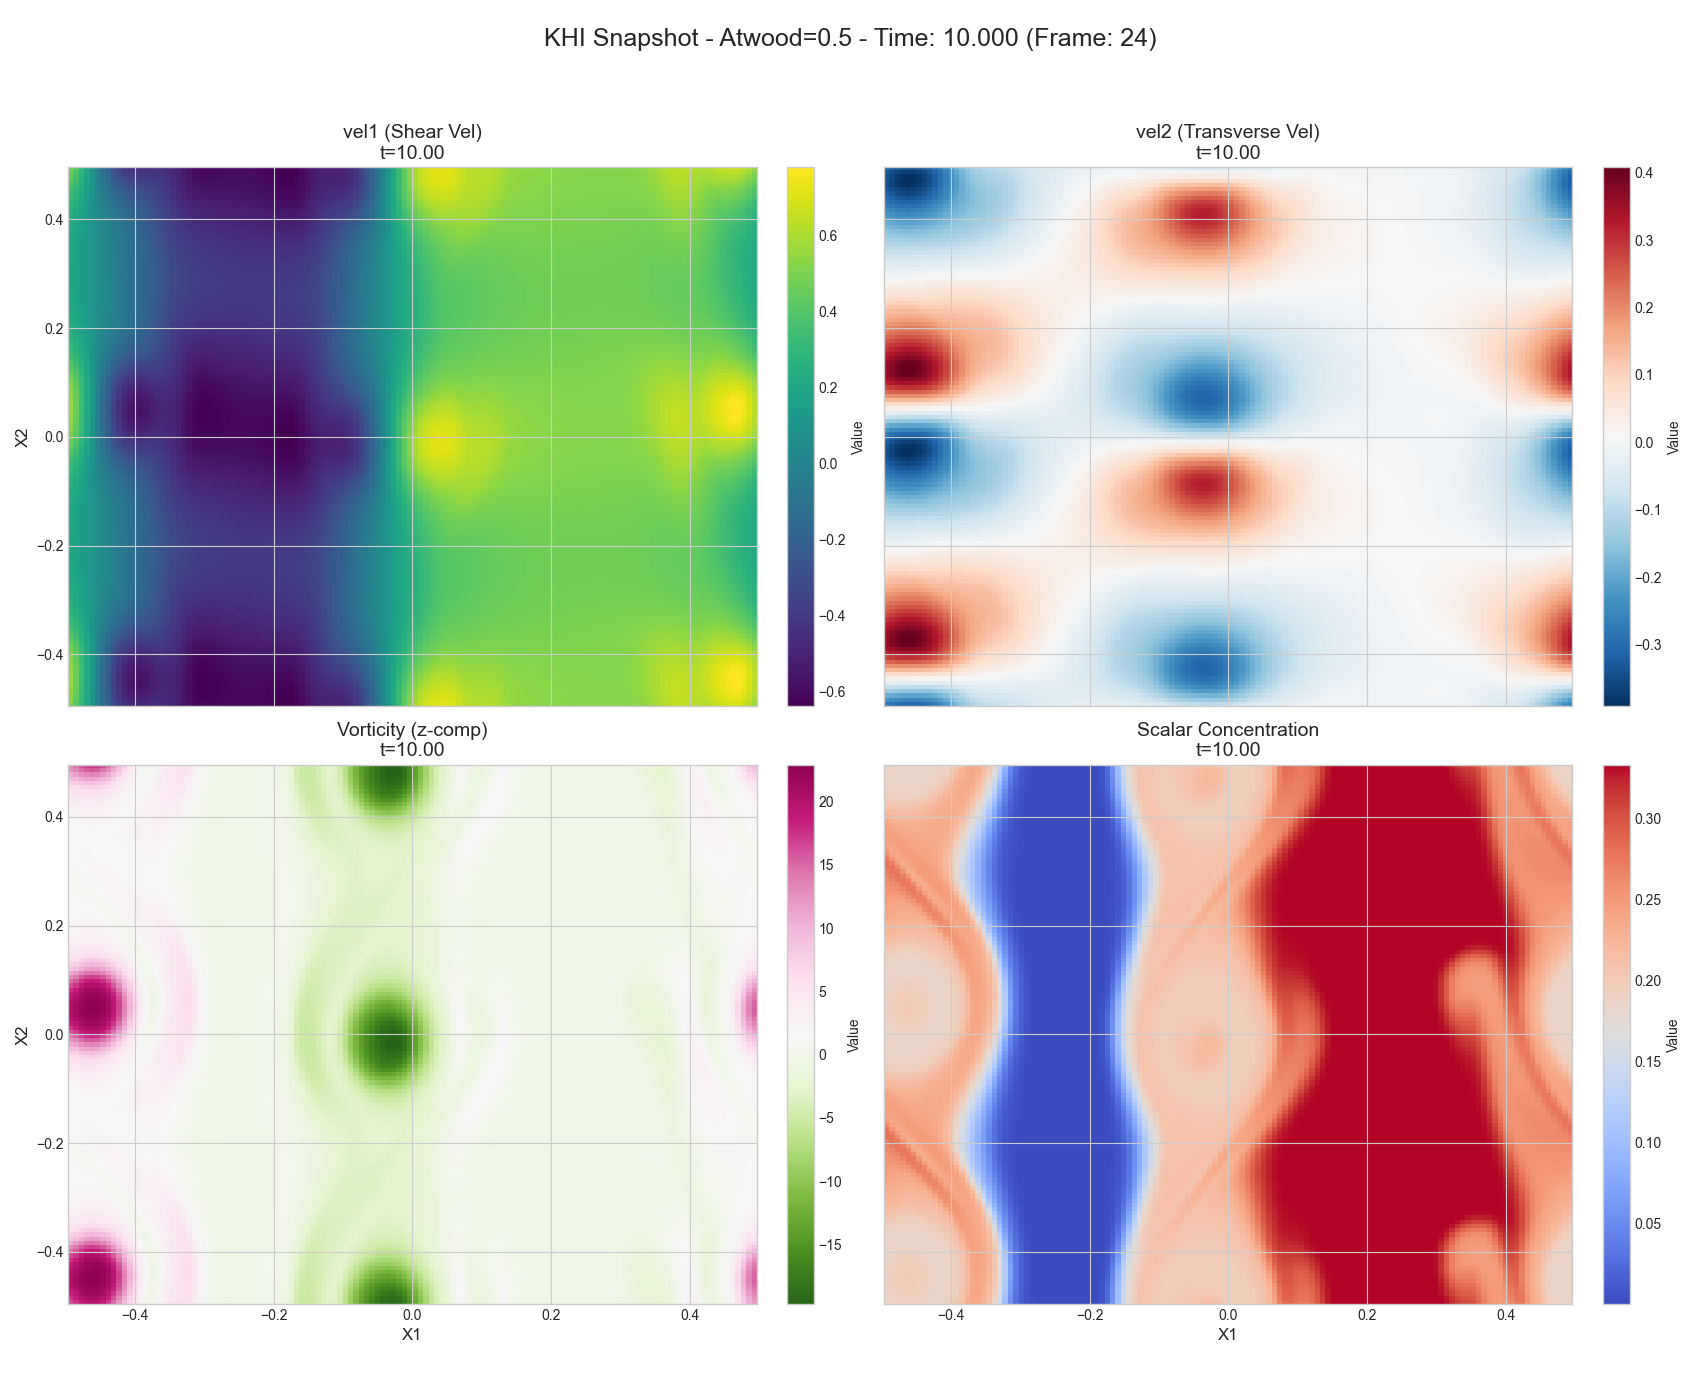 KHI Snapshot - Atwood=0.5 - Time: 10.000 (Frame: 24)
vel1 (Shear Vel)
t=10.00
X2
0.4
0.2
0.0
−0.2
−0.4
0.6
0.4
0.2
0.0
−0.2
−0.4
−0.6
Value
vel2 (Transverse Vel)
t=10.00
0.4
0.3
0.2
0.1
0.0
−0.1
−0.2
−0.3
Value
Vorticity (z-comp)
t=10.00
X2
0.4
0.2
0.0
−0.2
−0.4
−0.4
−0.2
0.0
0.2
0.4
X1
20
15
10
5
0
−5
−10
−15
Value
Scalar Concentration
t=10.00
−0.4
−0.2
0.0
0.2
0.4
X1
0.30
0.25
0.20
0.15
0.10
0.05
Value